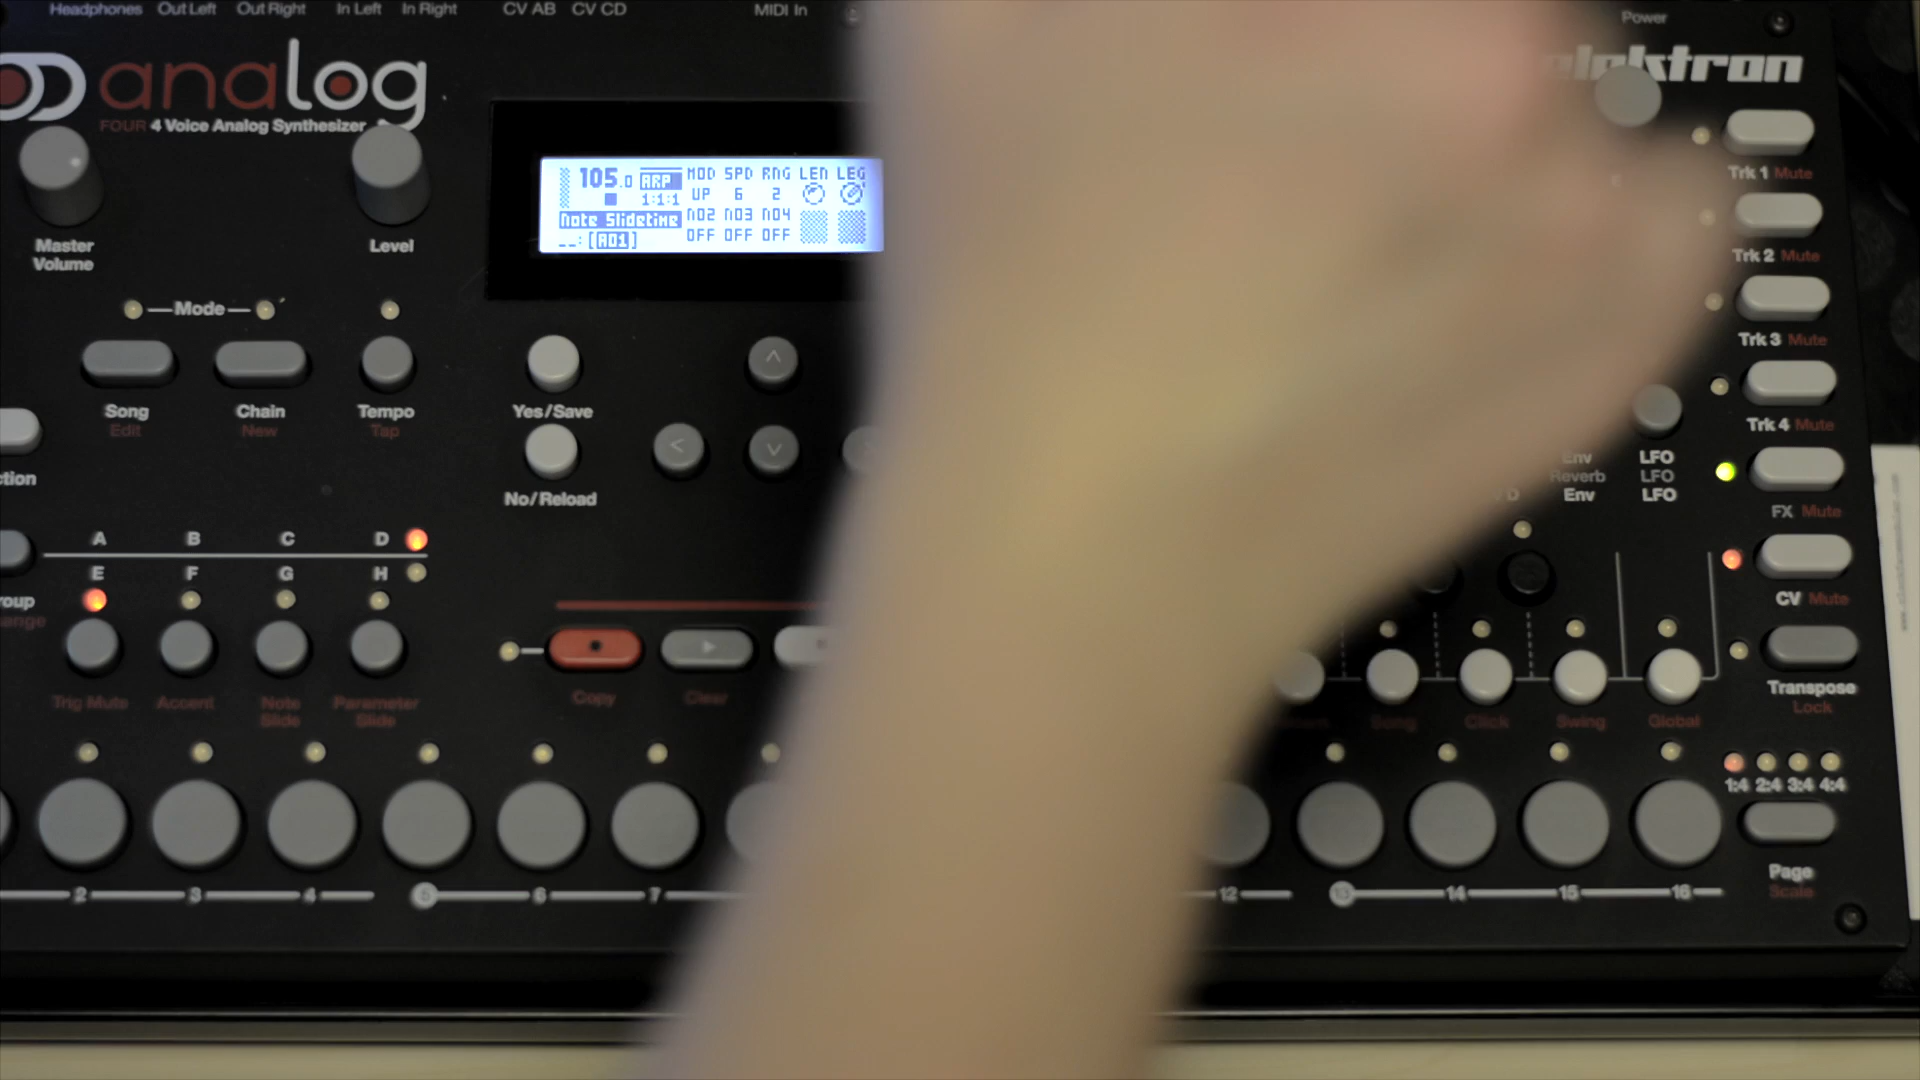 Headphones Out Left Out Right In Left In Right CV AB CV CD MIDI In Power
analog
elektron
FOUR 4 Voice Analog Synthesizer
105.0 ARP MOD SPD RNG LEN LEG
1:1:1 UP 6 2
Note Slidetime NO2 NO3 NO4
__:[A01] OFF OFF OFF
Trk 1 Mute
Master
Volume
Level
Trk 2 Mute
Mode
Trk 3 Mute
Song
Edit
Chain
New
Tempo
Tap
Yes/Save
Trk 4 Mute
Env LFO
Reverb LFO
Env LFO
No/Reload
FX Mute
A B C D
E F G H
CV Mute
Trig Mute
Accent
Note
Slide
Parameter
Slide
Copy
Clear
Transpose
Lock
Song
Click
Swing
Global
1:4 2:4 3:4 4:4
2 3 4 5 6 7 12 13 14 15 16
Page
Scale